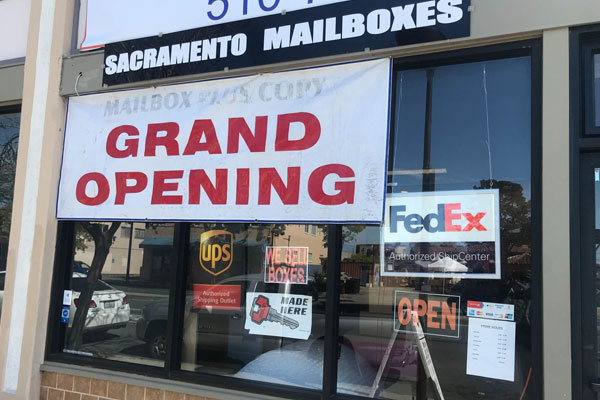 510
SACRAMENTO MAILBOXES
MAILBOX PLUS COPY
GRAND
OPENING
ups
Authorized
Shipping Outlet
WE SELL
BOXES
MADE
HERE
FedEx
Authorized ShipCenter
OPEN